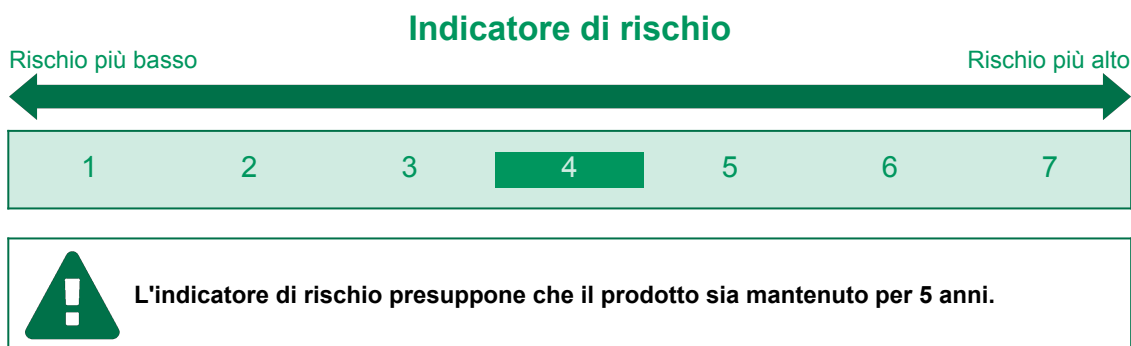 Indicatore di rischio
Rischio più basso Rischio più alto
1 2 3 4 5 6 7
L'indicatore di rischio presuppone che il prodotto sia mantenuto per 5 anni.